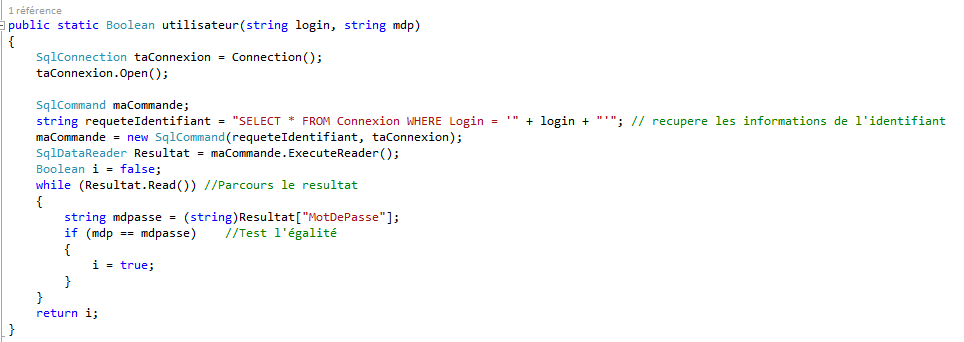 1 référence
public static Boolean utilisateur(string login, string mdp)
{
SqlConnection taConnexion = Connection();
taConnexion.Open();
SqlCommand maCommande;
string requeteIdentifiant = "SELECT * FROM Connexion WHERE Login = '" + login + "'"; // recupere les informations de l'identifiant
maCommande = new SqlCommand(requeteIdentifiant, taConnexion);
SqlDataReader Resultat = maCommande.ExecuteReader();
Boolean i = false;
while (Resultat.Read()) //Parcours le resultat
{
string mdpasse = (string)Resultat["MotDePasse"];
if (mdp == mdpasse) //Test l'égalité
{
i = true;
}
}
return i;
}